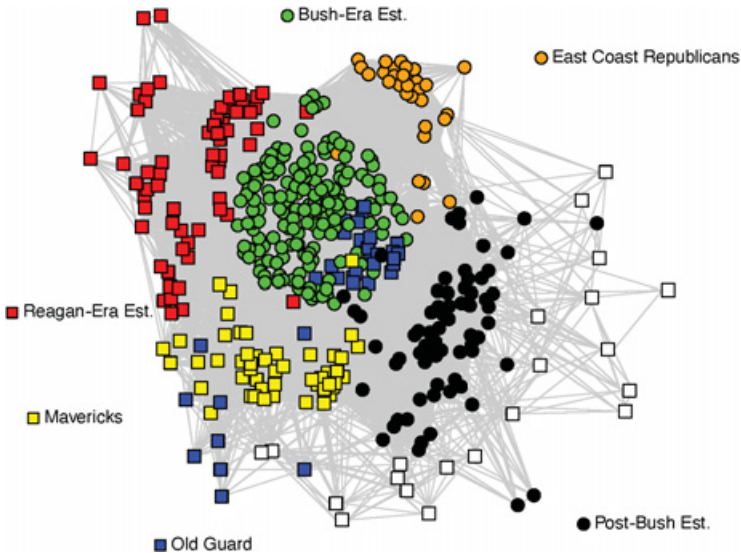 Bush-Era Est.
East Coast Republicans
Reagan-Era Est.
Mavericks
Post-Bush Est.
Old Guard